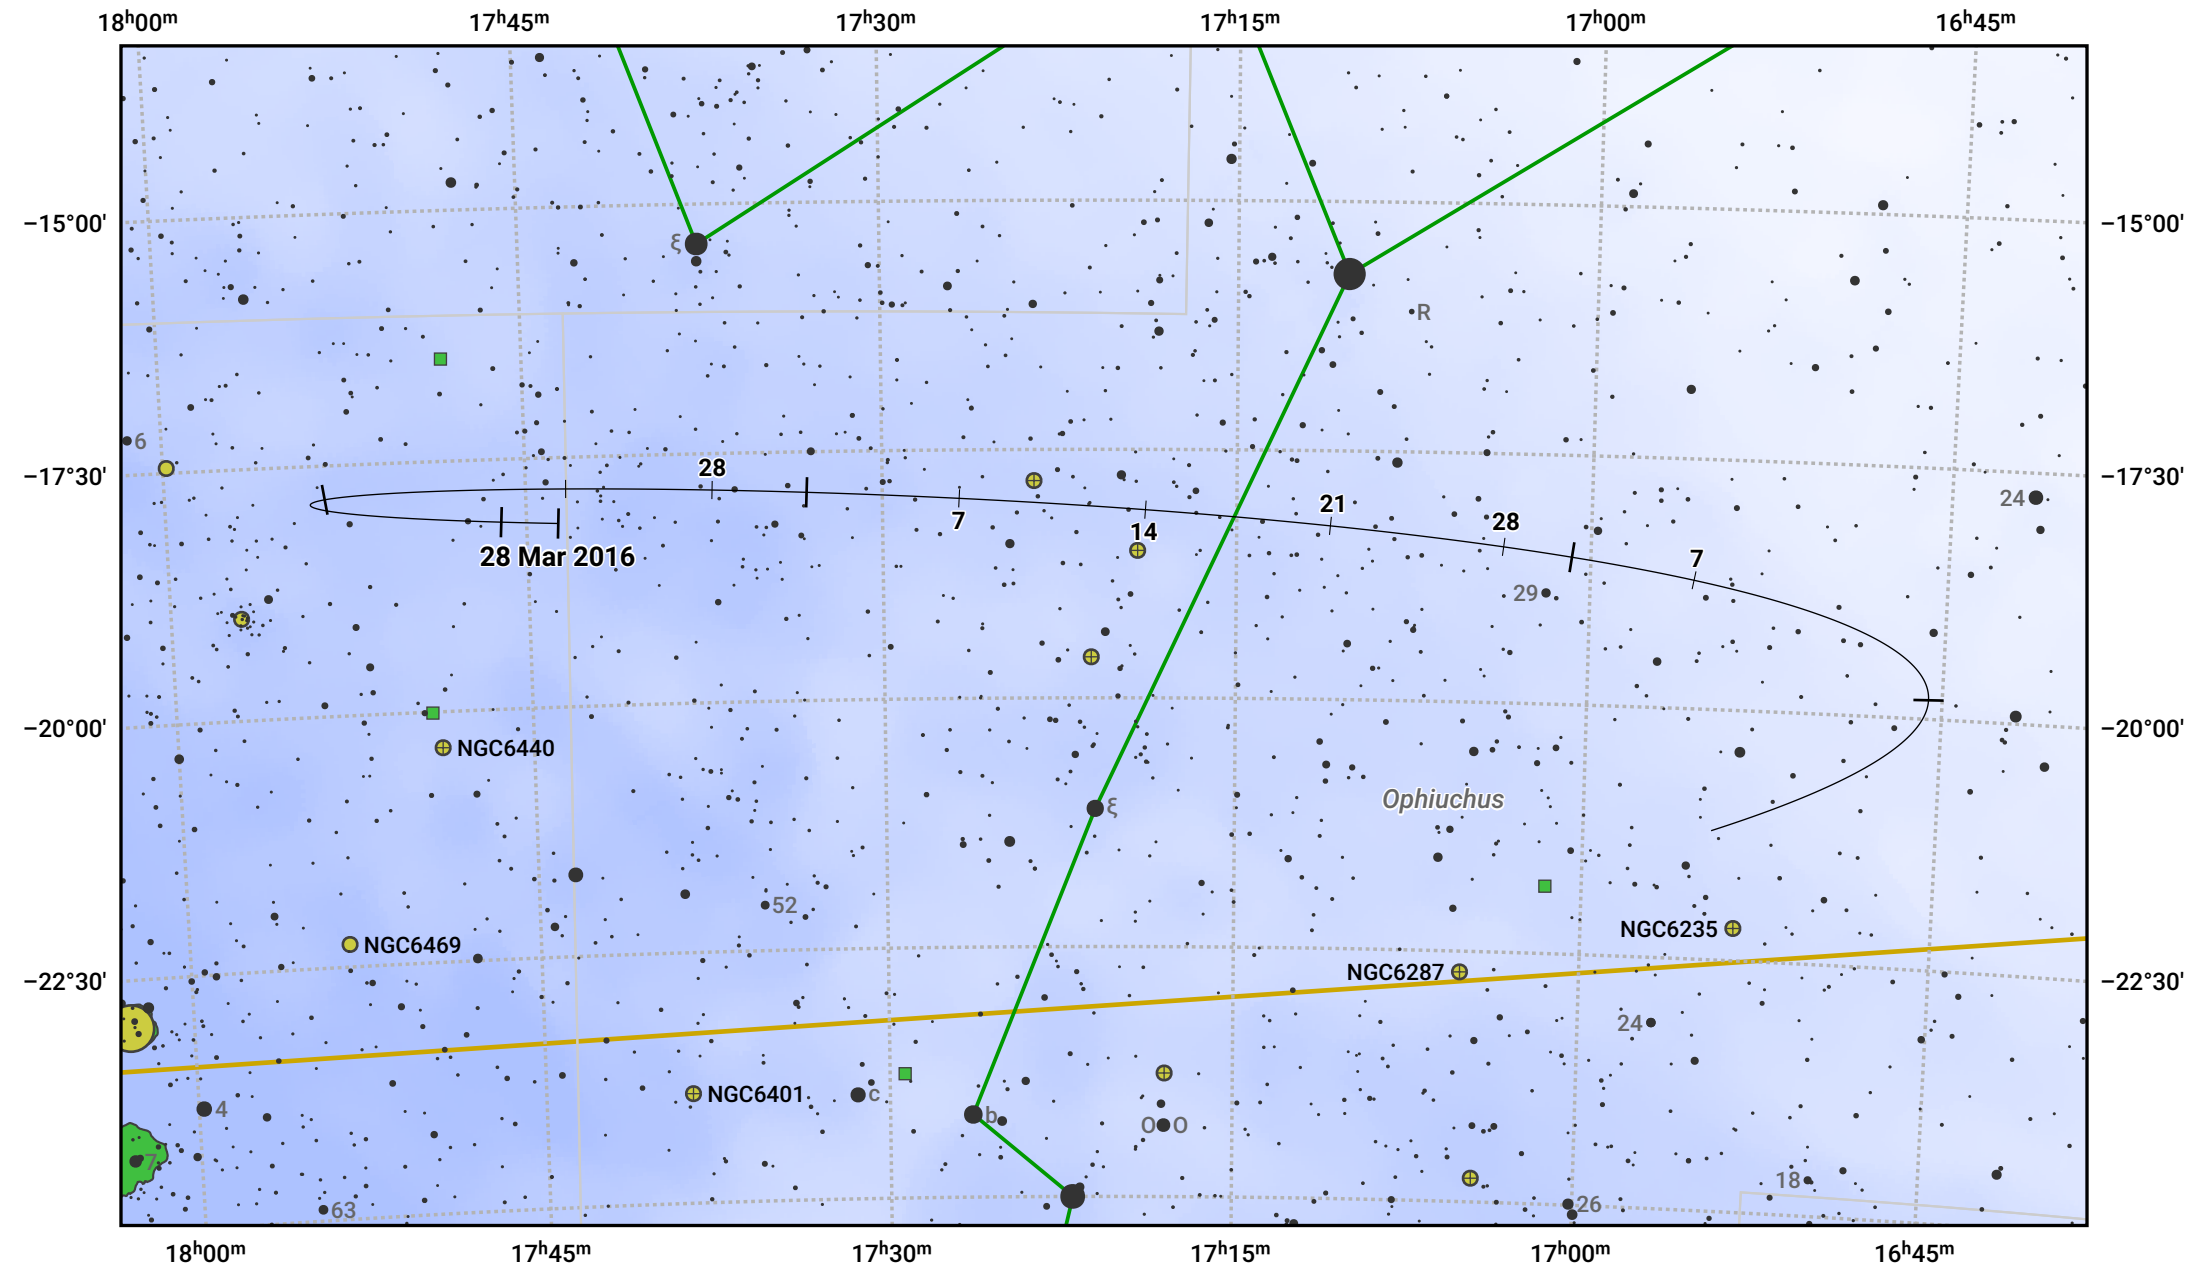 18ʰ00ᵐ 17ʰ45ᵐ 17ʰ30ᵐ 17ʰ15ᵐ 17ʰ00ᵐ 16ʰ45ᵐ
−15°00' −15°00'
ξ
R
6
−17°30' −17°30'
28
24
21
7
14
28
28 Mar 2016
7
29
−20°00' −20°00'
NGC6440
Ophiuchus
ξ
52
NGC6235
NGC6469
NGC6287
−22°30' −22°30'
24
NGC6401 c
4
b
O O
7
18
63
26
18ʰ00ᵐ 17ʰ45ᵐ 17ʰ30ᵐ 17ʰ15ᵐ 17ʰ00ᵐ 16ʰ45ᵐ